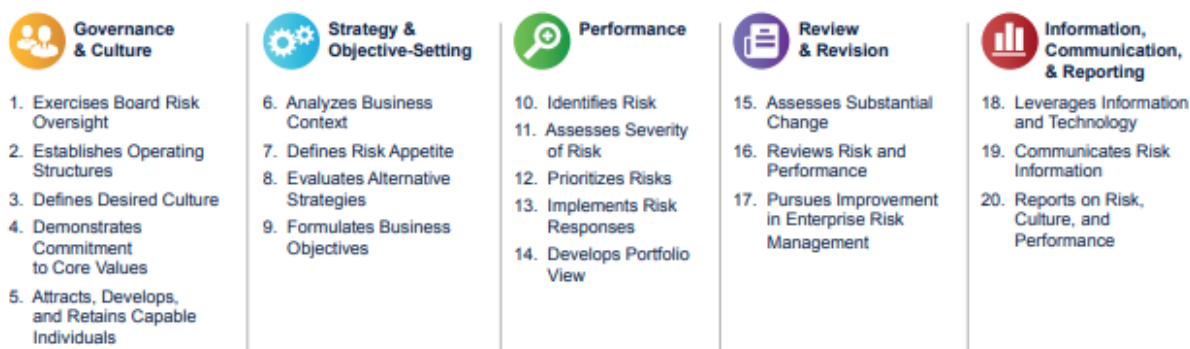 Governance
& Culture
1. Exercises Board Risk
Oversight
2. Establishes Operating
Structures
3. Defines Desired Culture
4. Demonstrates
Commitment
to Core Values
5. Attracts, Develops,
and Retains Capable
Individuals
Strategy &
Objective-Setting
6. Analyzes Business
Context
7. Defines Risk Appetite
8. Evaluates Alternative
Strategies
9. Formulates Business
Objectives
Performance
10. Identifies Risk
11. Assesses Severity
of Risk
12. Prioritizes Risks
13. Implements Risk
Responses
14. Develops Portfolio
View
Review
& Revision
15. Assesses Substantial
Change
16. Reviews Risk and
Performance
17. Pursues Improvement
in Enterprise Risk
Management
Information,
Communication,
& Reporting
18. Leverages Information
and Technology
19. Communicates Risk
Information
20. Reports on Risk,
Culture, and
Performance